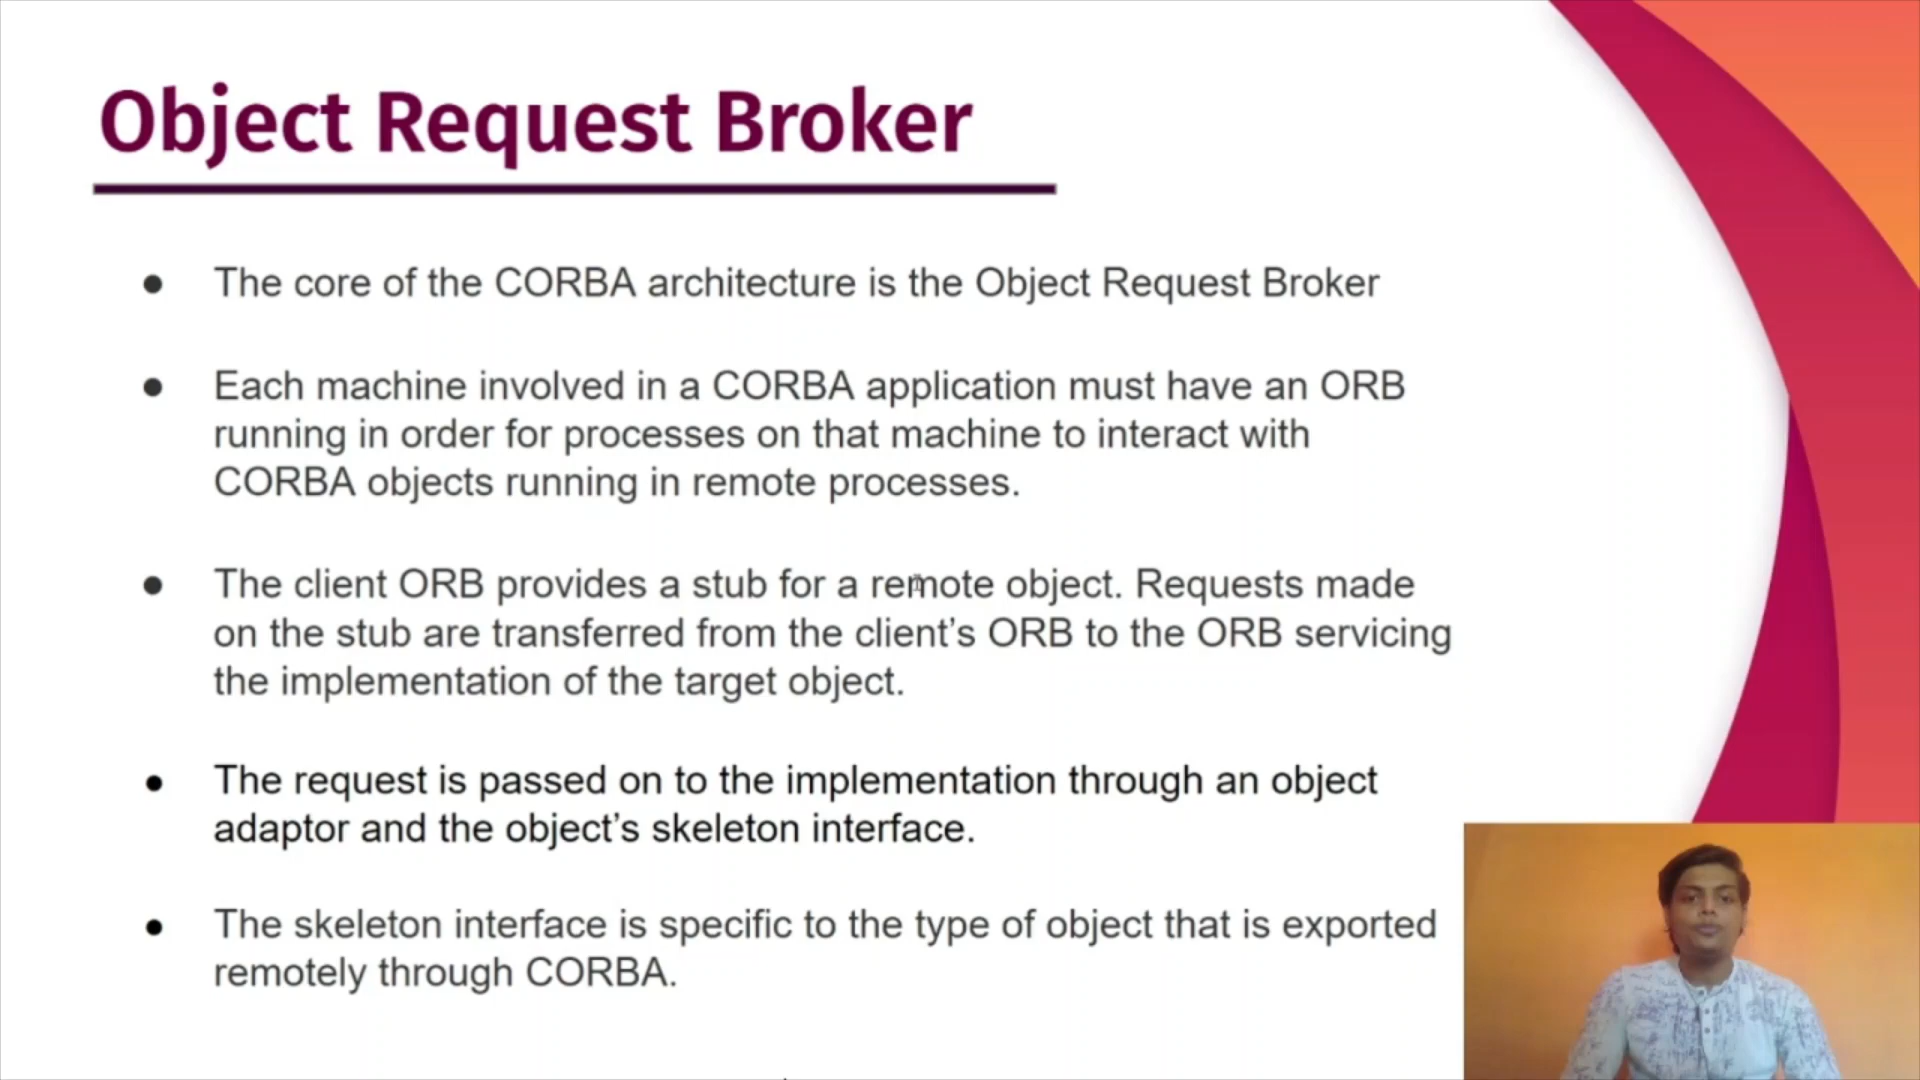 Object Request Broker
● The core of the CORBA architecture is the Object Request Broker
● Each machine involved in a CORBA application must have an ORB
running in order for processes on that machine to interact with
CORBA objects running in remote processes.
● The client ORB provides a stub for a remote object. Requests made
on the stub are transferred from the client’s ORB to the ORB servicing
the implementation of the target object.
● The request is passed on to the implementation through an object
adaptor and the object’s skeleton interface.
● The skeleton interface is specific to the type of object that is exported
remotely through CORBA.